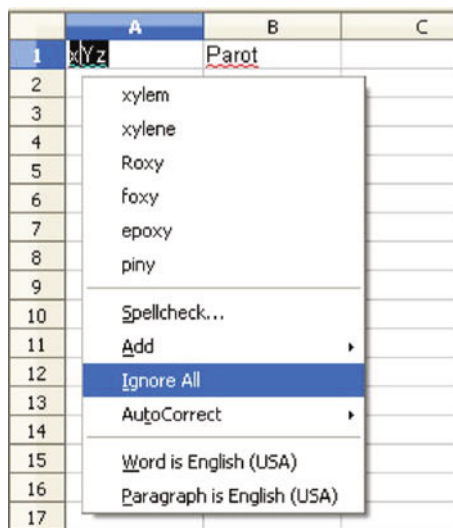 A B C
1 xYz Parot
2
xylem
3
xylene
4
5 Roxy
6 foxy
7 epoxy
8 piny
9
10 Spellcheck...
11 Add
12 Ignore All
13 AutoCorrect
14
15 Word is English (USA)
16 Paragraph is English (USA)
17